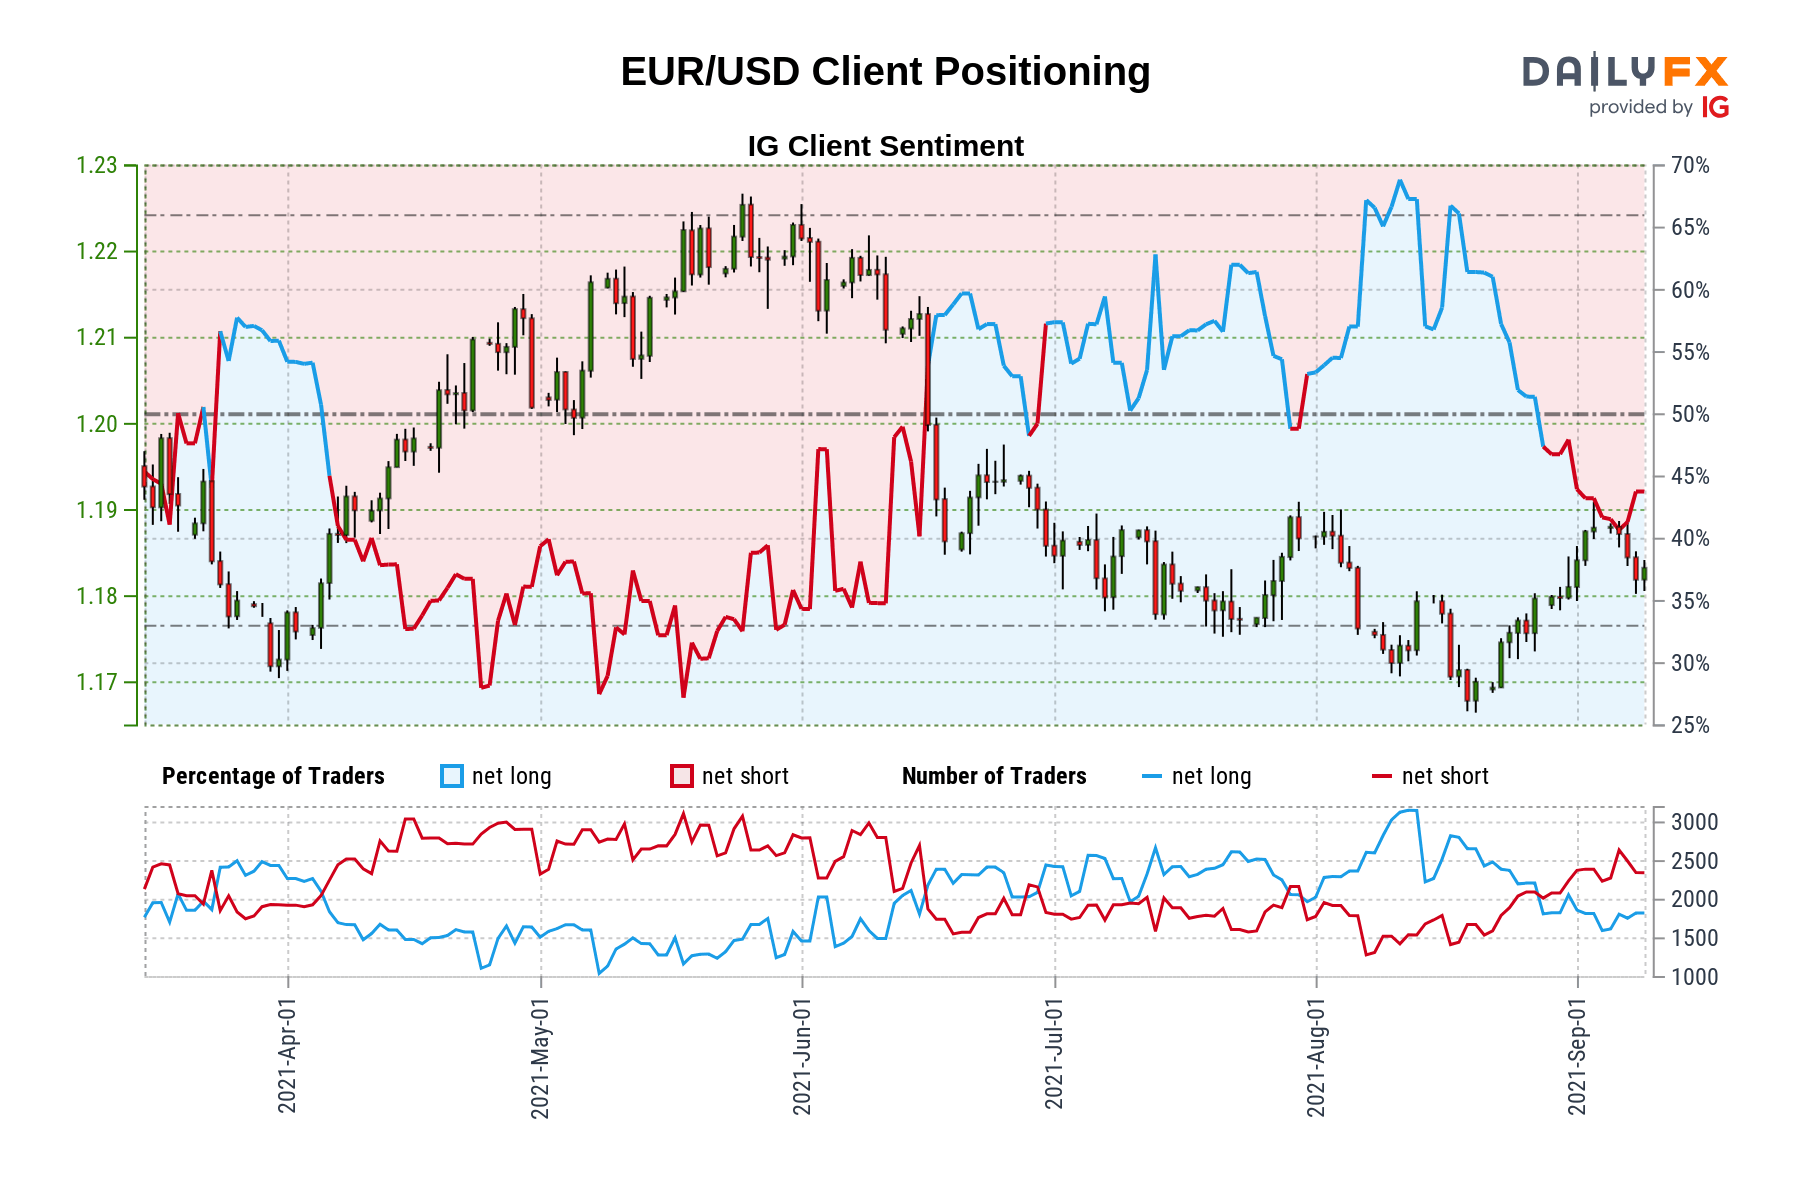 EUR/USD Client Positioning
DAILYFX
provided by IG
IG Client Sentiment
1.23
1.22
1.21
1.20
1.19
1.18
1.17
70%
65%
60%
55%
50%
45%
40%
35%
30%
25%
Percentage of Traders net long net short Number of Traders net long net short
3000
2500
2000
1500
1000
2021-Apr-01
2021-May-01
2021-Jun-01
2021-Jul-01
2021-Aug-01
2021-Sep-01